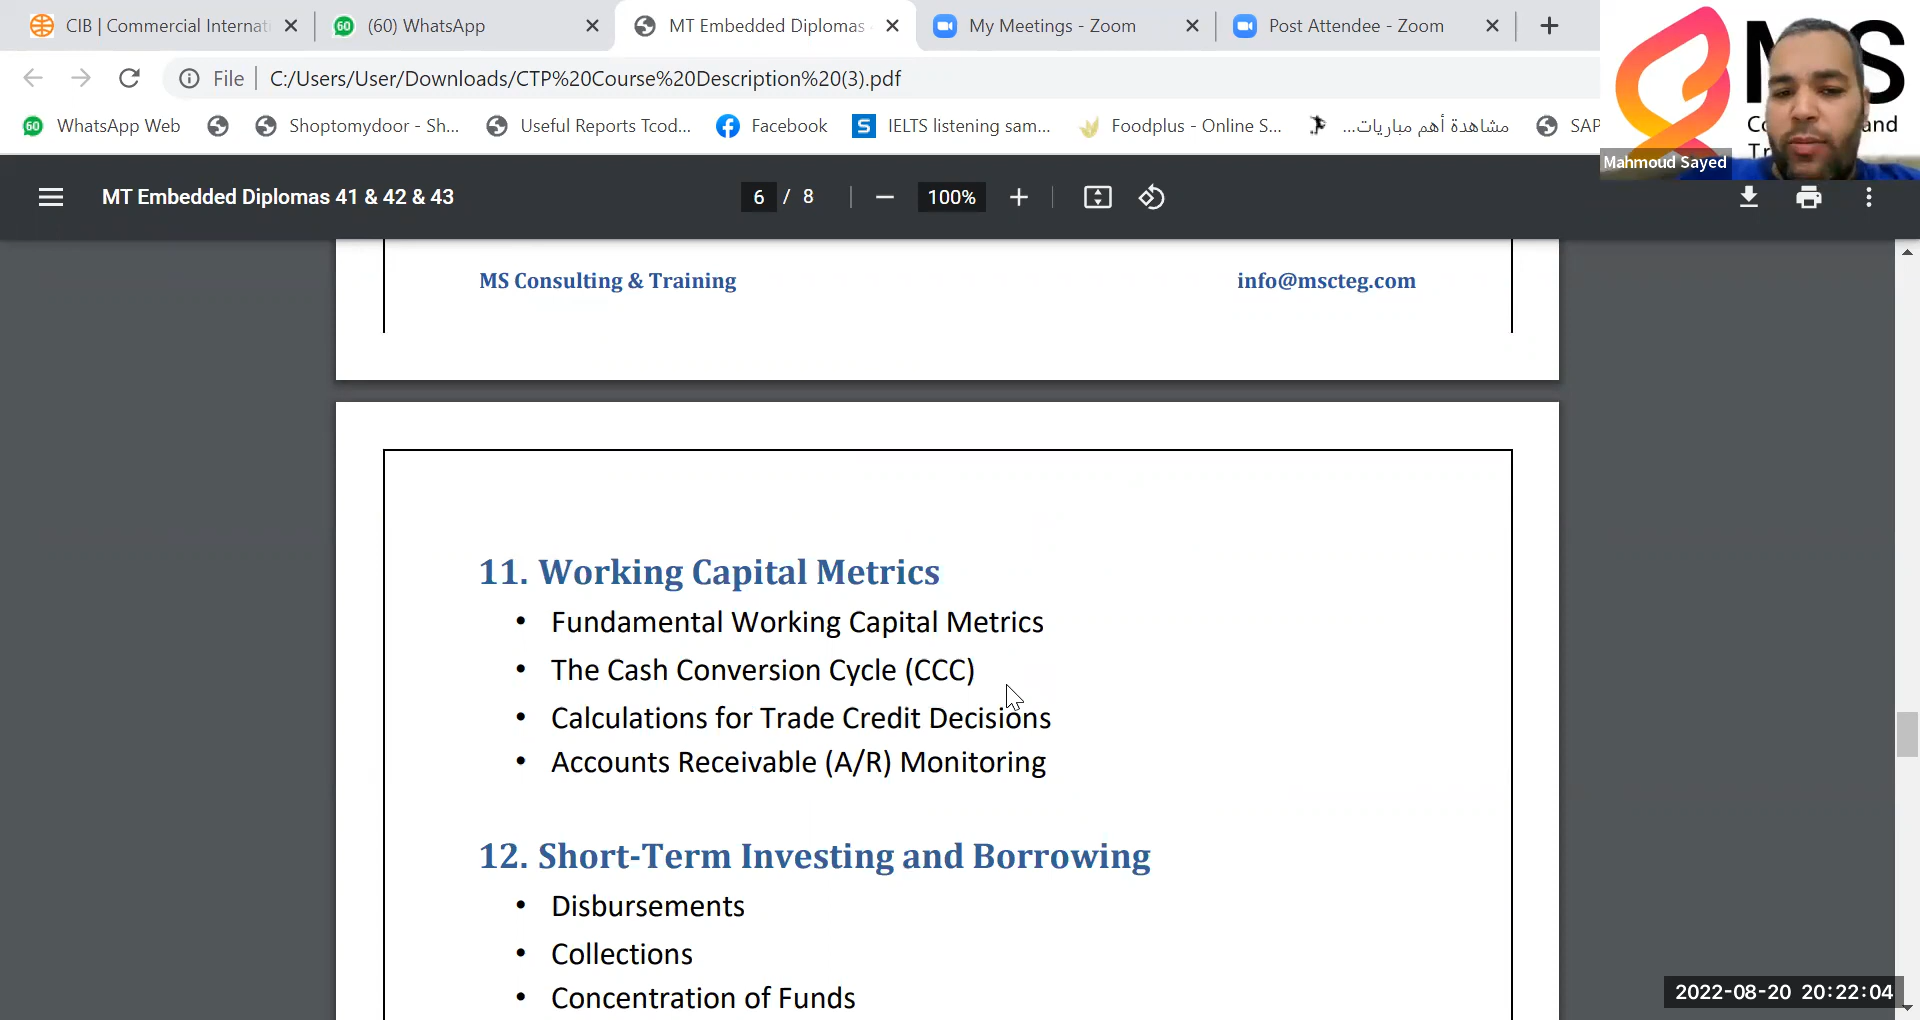 CIB | Commercial Internat
(60) WhatsApp
MT Embedded Diplomas
My Meetings - Zoom
Post Attendee - Zoom
File
C:/Users/User/Downloads/CTP%20Course%20Description%20(3).pdf
60
WhatsApp Web
Shoptomydoor - Sh...
Useful Reports Tcod...
Facebook
S IELTS listening sam...
Foodplus - Online S...
مشاهدة أهم مباريات...
SAP
MS
and
Mahmoud Sayed
MT Embedded Diplomas 41 & 42 & 43
6 / 8
100%
MS Consulting & Training
info@mscteg.com
11. Working Capital Metrics
• Fundamental Working Capital Metrics
• The Cash Conversion Cycle (CCC)
• Calculations for Trade Credit Decisions
• Accounts Receivable (A/R) Monitoring
12. Short-Term Investing and Borrowing
• Disbursements
• Collections
• Concentration of Funds
2022-08-20 20:22:04